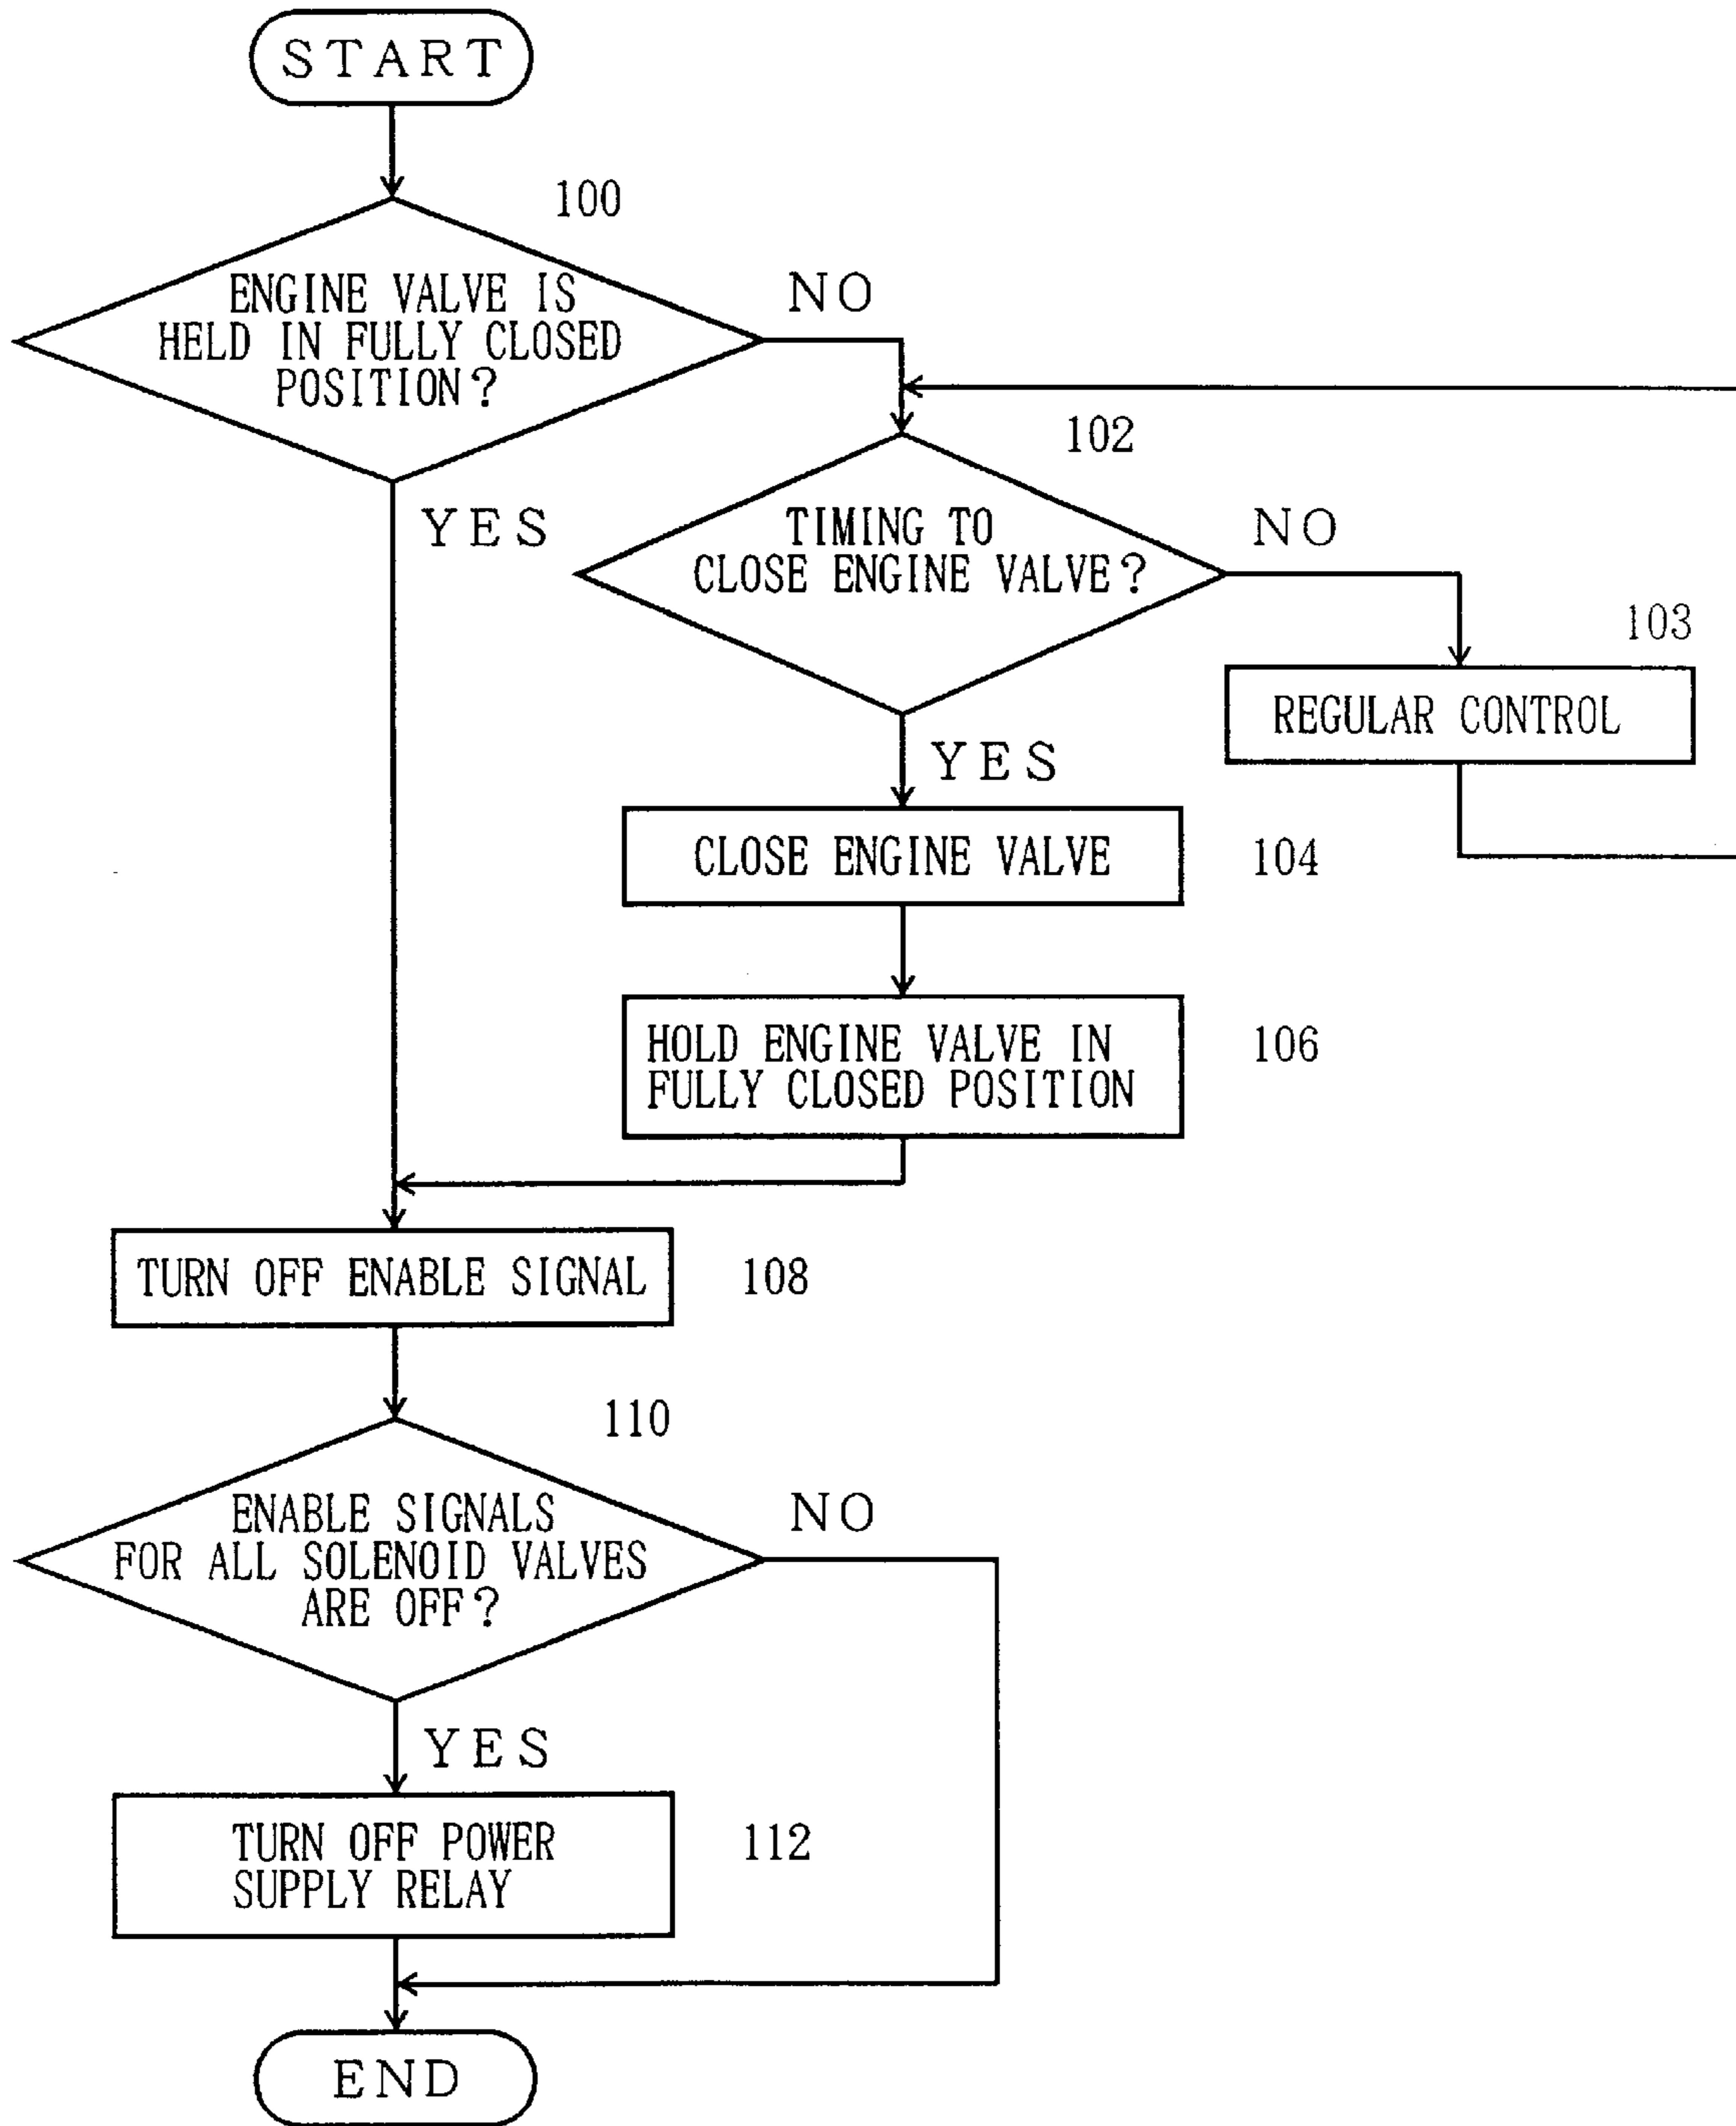 START
100
ENGINE VALVE IS
HELD IN FULLY CLOSED
POSITION?
NO
YES
102
TIMING TO
CLOSE ENGINE VALVE?
NO
103
REGULAR CONTROL
YES
CLOSE ENGINE VALVE
104
HOLD ENGINE VALVE IN
FULLY CLOSED POSITION
106
TURN OFF ENABLE SIGNAL
108
110
ENABLE SIGNALS
FOR ALL SOLENOID VALVES
ARE OFF?
NO
YES
TURN OFF POWER
SUPPLY RELAY
112
END